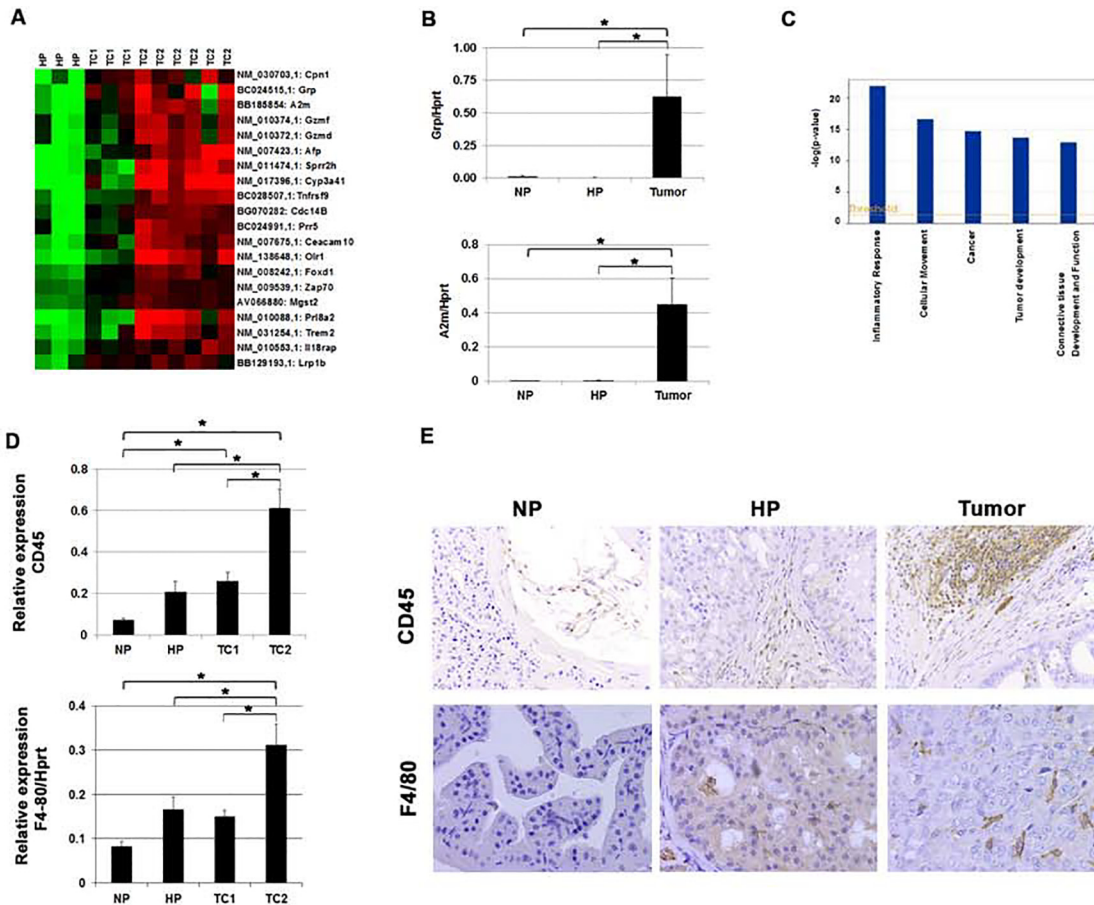 A
HP HP HP TC1 TC1 TC1 TC2 TC2 TC2 TC2 TC2 TC2
NM_030703,1: Cpn1
BC024515,1: Grp
BB185854: A2m
NM_010374,1: Gzmf
NM_010372,1: Gzmd
NM_007423,1: Afp
NM_011474,1: Sprr2h
NM_017396,1: Cyp3a41
BC028507,1: Tnfrsf9
BG070282: Cdc14B
BC024991,1: Prr5
NM_007675,1: Ceacam10
NM_138648,1: Olr1
NM_008242,1: Foxd1
NM_009539,1: Zap70
AV066880: Mgst2
NM_010088,1: Prl8a2
NM_031254,1: Trem2
NM_010553,1: Il18rap
BB129193,1: Lrp1b
B
*
*
Grp/Hprt
1.00
0.75
0.50
0.25
0.00
NP HP Tumor
*
*
A2m/Hprt
0.8
0.6
0.4
0.2
0
NP HP Tumor
C
-log(p-value)
20
15
10
5
0
Threshold
Inflammatory Response
Cellular Movement
Cancer
Tumor development
Connective tissue
Development and Function
D
*
*
*
*
Relative expression
CD45
0.8
0.6
0.4
0.2
0
NP HP TC1 TC2
*
*
*
Relative expression
F4-80/Hprt
0.4
0.3
0.2
0.1
0
NP HP TC1 TC2
E
NP HP Tumor
CD45
F4/80